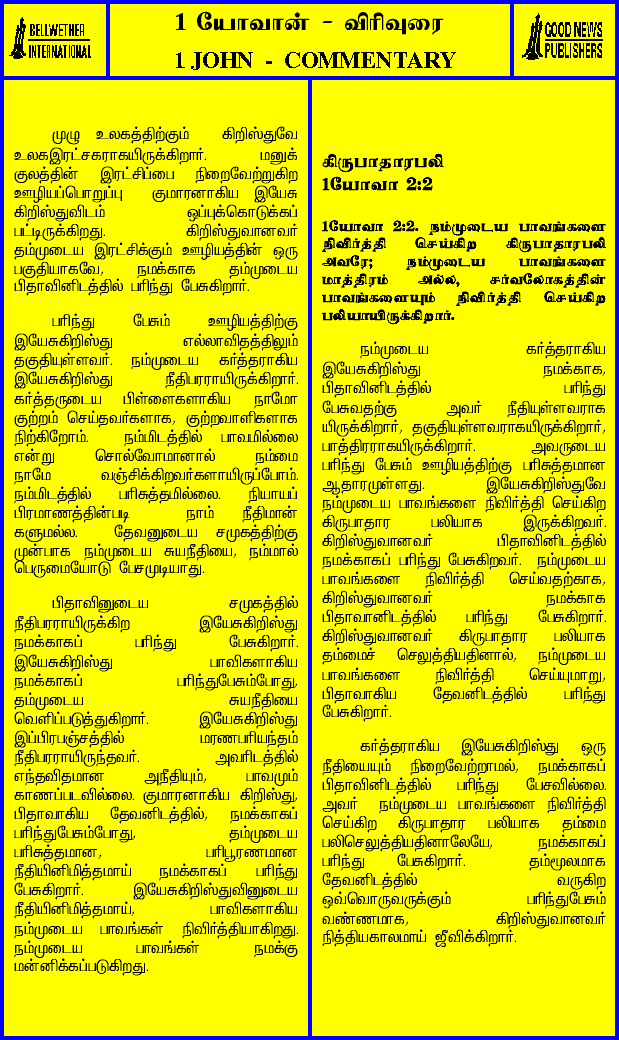 BELLWETHER
INTERNATIONAL
1 யோவான் - விரிவுரை
1 JOHN - COMMENTARY
GOOD NEWS
PUBLISHERS
முழு உலகத்திற்கும் கிறிஸ்துவே
உலகஇரட்சகராகயிருக்கிறார். மனுக்
குலத்தின் இரட்சிப்பை நிறைவேற்றுகிற
ஊழியப்பொறுப்பு குமாரனாகிய இயேசு
கிறிஸ்துவிடம் ஒப்புக்கொடுக்கப்
பட்டிருக்கிறது. கிறிஸ்துவானவர்
தம்முடைய இரட்சிக்கும் ஊழியத்தின் ஒரு
பகுதியாகவே, நமக்காக தம்முடைய
பிதாவினிடத்தில் பரிந்து பேசுகிறார்.
பரிந்து பேசும் ஊழியத்திற்கு
இயேசுகிறிஸ்து எல்லாவிதத்திலும்
தகுதியுள்ளவர். நம்முடைய கர்த்தராகிய
இயேசுகிறிஸ்து நீதிபரராயிருக்கிறார்.
கர்த்தருடைய பிள்ளைகளாகிய நாமோ
குற்றம் செய்தவர்களாக, குற்றவாளிகளாக
நிற்கிறோம். நம்மிடத்தில் பாவமில்லை
என்று சொல்வோமானால் நம்மை
நாமே வஞ்சிக்கிறவர்களாயிருப்போம்.
நம்மிடத்தில் பரிசுத்தமில்லை. நியாயப்
பிரமாணத்தின்படி நாம் நீதிமான்
களுமல்ல. தேவனுடைய சமுகத்திற்கு
முன்பாக நம்முடைய சுயநீதியை, நம்மால்
பெருமையோடு பேசமுடியாது.
பிதாவினுடைய சமுகத்தில்
நீதிபரராயிருக்கிற இயேசுகிறிஸ்து
நமக்காகப் பரிந்து பேசுகிறார்.
இயேசுகிறிஸ்து பாவிகளாகிய
நமக்காகப் பரிந்துபேசும்போது,
தம்முடைய சுயநீதியை
வெளிப்படுத்துகிறார். இயேசுகிறிஸ்து
இப்பிரபஞ்சத்தில் மரணபரியந்தம்
நீதிபரராயிருந்தவர். அவரிடத்தில்
எந்தவிதமான அநீதியும், பாவமும்
காணப்படவில்லை. குமாரனாகிய கிறிஸ்து,
பிதாவாகிய தேவனிடத்தில், நமக்காகப்
பரிந்துபேசும்போது, தம்முடைய
பரிசுத்தமான, பரிபூரணமான
நீதியினிமித்தமாய் நமக்காகப் பரிந்து
பேசுகிறார். இயேசுகிறிஸ்துவினுடைய
நீதியினிமித்தமாய், பாவிகளாகிய
நம்முடைய பாவங்கள் நிவிர்த்தியாகிறது.
நம்முடைய பாவங்கள் நமக்கு
மன்னிக்கப்படுகிறது.
கிருபாதாரபலி
1யோவா 2:2
1யோவா 2:2. நம்முடைய பாவங்களை
நிவிர்த்தி செய்கிற கிருபாதாரபலி
அவரே; நம்முடைய பாவங்களை
மாத்திரம் அல்ல, சர்வலோகத்தின்
பாவங்களையும் நிவிர்த்தி செய்கிற
பலியாயிருக்கிறார்.
நம்முடைய கர்த்தராகிய
இயேசுகிறிஸ்து நமக்காக,
பிதாவினிடத்தில் பரிந்து
பேசுவதற்கு அவர் நீதியுள்ளவராக
யிருக்கிறார், தகுதியுள்ளவராகயிருக்கிறார்,
பாத்திரராகயிருக்கிறார். அவருடைய
பரிந்து பேசும் ஊழியத்திற்கு பரிசுத்தமான
ஆதாரமுள்ளது. இயேசுகிறிஸ்துவே
நம்முடைய பாவங்களை நிவிர்த்தி செய்கிற
கிருபாதார பலியாக இருக்கிறவர்.
கிறிஸ்துவானவர் பிதாவினிடத்தில்
நமக்காகப் பரிந்து பேசுகிறவர். நம்முடைய
பாவங்களை நிவிர்த்தி செய்வதற்காக,
கிறிஸ்துவானவர் நமக்காக
பிதாவானிடத்தில் பரிந்து பேசுகிறார்.
கிறிஸ்துவானவர் கிருபாதார பலியாக
தம்மைச் செலுத்தியதினால், நம்முடைய
பாவங்களை நிவிர்த்தி செய்யுமாறு,
பிதாவாகிய தேவனிடத்தில் பரிந்து
பேசுகிறார்.
கர்த்தராகிய இயேசுகிறிஸ்து ஒரு
நீதியையும் நிறைவேற்றாமல், நமக்காகப்
பிதாவினிடத்தில் பரிந்து பேசவில்லை.
அவர் நம்முடைய பாவங்களை நிவிர்த்தி
செய்கிற கிருபாதார பலியாக தம்மை
பலிசெலுத்தியதினாலேயே, நமக்காகப்
பரிந்து பேசுகிறார். தம்மூலமாக
தேவனிடத்தில் வருகிற
ஒவ்வொருவருக்கும் பரிந்துபேசும்
வண்ணமாக, கிறிஸ்துவானவர்
நித்தியகாலமாய் ஜீவிக்கிறார்.